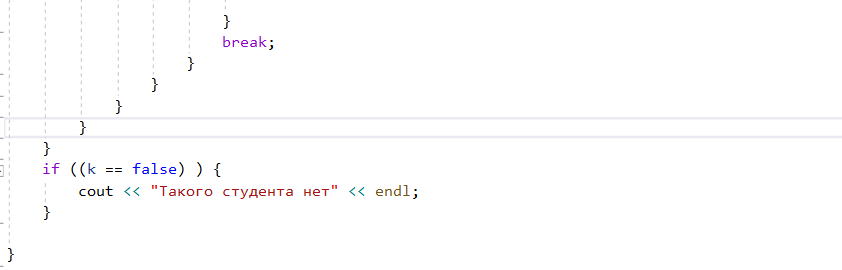 }
break;
}
}
}
}
}
if ((k == false) ) {
cout << "Такого студента нет" << endl;
}
}